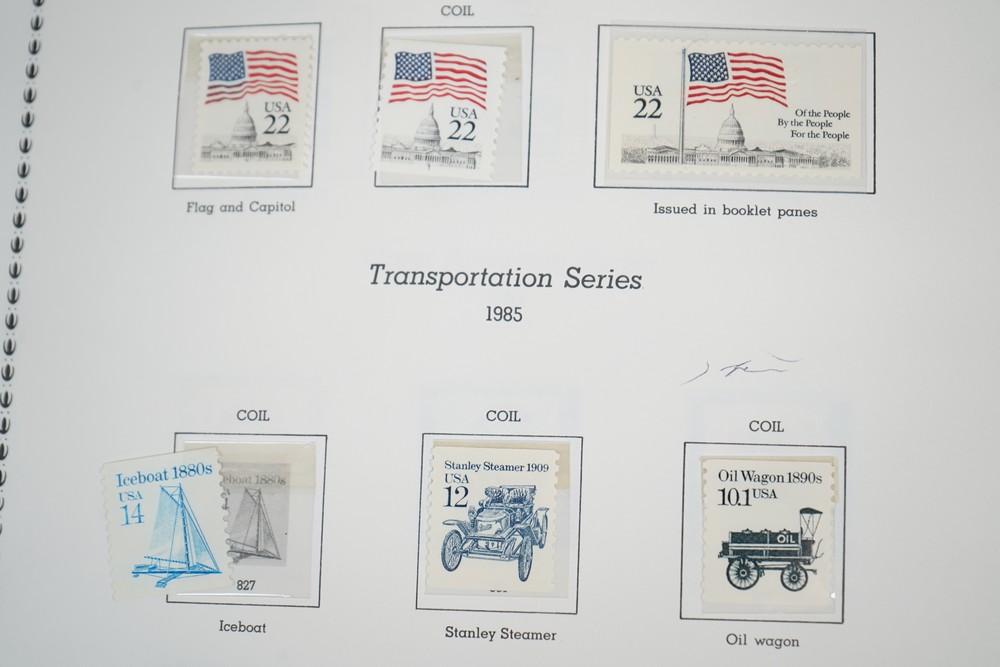 COIL
USA
22
USA
22
USA
22
Of the People
By the People
For the People
Flag and Capitol
Issued in booklet panes
Transportation Series
1985
COIL
COIL
COIL
Iceboat 1880s
USA
14
eboat 1880s
827
Stanley Steamer 1909
USA
12
Oil Wagon 1890s
10.1 USA
OIL
Iceboat
Stanley Steamer
Oil wagon